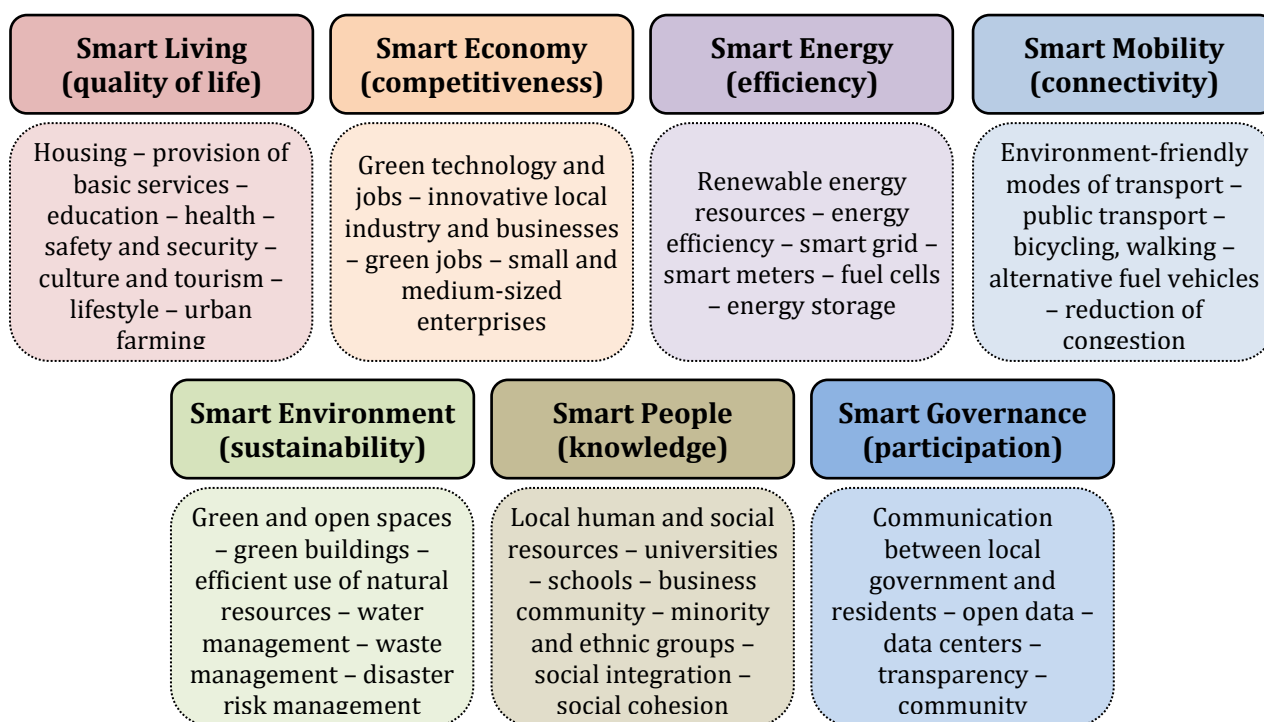 Smart Living
(quality of life)
Housing – provision of
basic services –
education – health –
safety and security –
culture and tourism –
lifestyle – urban
farming
Smart Economy
(competitiveness)
Green technology and
jobs – innovative local
industry and businesses
– green jobs – small and
medium-sized
enterprises
Smart Energy
(efficiency)
Renewable energy
resources – energy
efficiency – smart grid –
smart meters – fuel cells
– energy storage
Smart Mobility
(connectivity)
Environment-friendly
modes of transport –
public transport –
bicycling, walking –
alternative fuel vehicles
– reduction of
congestion
Smart Environment
(sustainability)
Green and open spaces
– green buildings –
efficient use of natural
resources – water
management – waste
management – disaster
risk management
Smart People
(knowledge)
Local human and social
resources – universities
– schools – business
community – minority
and ethnic groups –
social integration –
social cohesion
Smart Governance
(participation)
Communication
between local
government and
residents – open data –
data centers –
transparency –
community